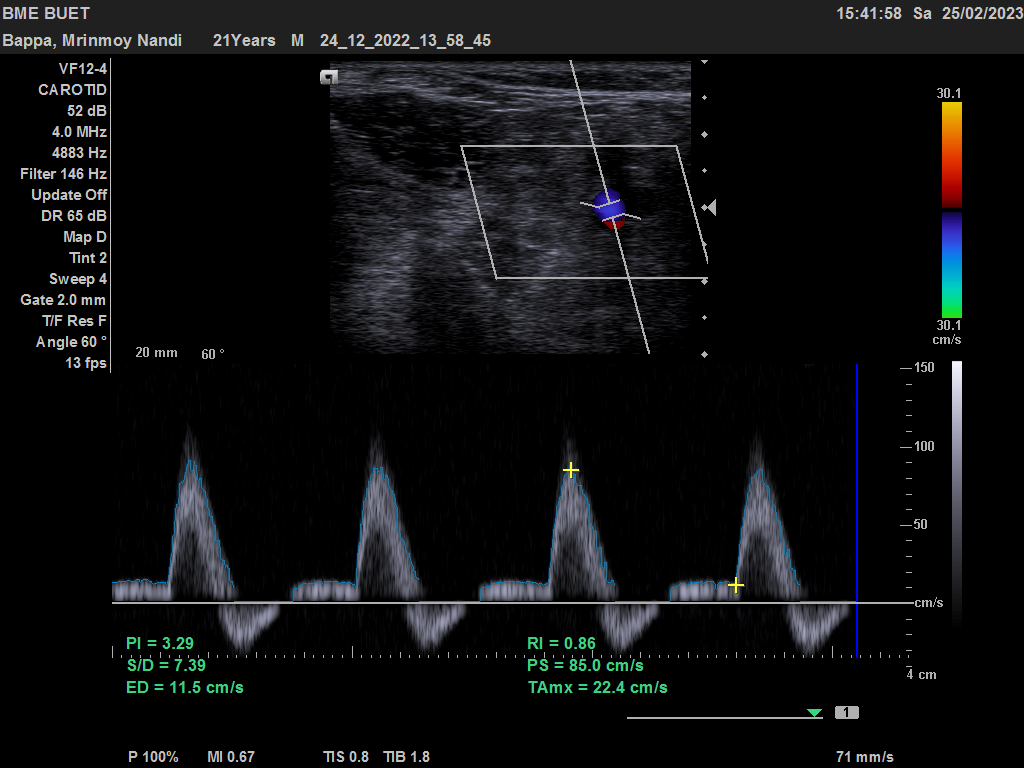 BME BUET 15:41:58 Sa 25/02/2023
Bappa, Mrinmoy Nandi 21Years M 24_12_2022_13_58_45
VF12-4
CAROTID
52 dB
4.0 MHz
4883 Hz
Filter 146 Hz
Update Off
DR 65 dB
Map D
Tint 2
Sweep 4
Gate 2.0 mm
T/F Res F
Angle 60 °
13 fps
20 mm 60 °
30.1
30.1
cm/s
150
100
50
cm/s
4 cm
PI = 3.29
S/D = 7.39
ED = 11.5 cm/s
RI = 0.86
PS = 85.0 cm/s
TAmx = 22.4 cm/s
1
P 100% MI 0.67 TIS 0.8 TIB 1.8 71 mm/s